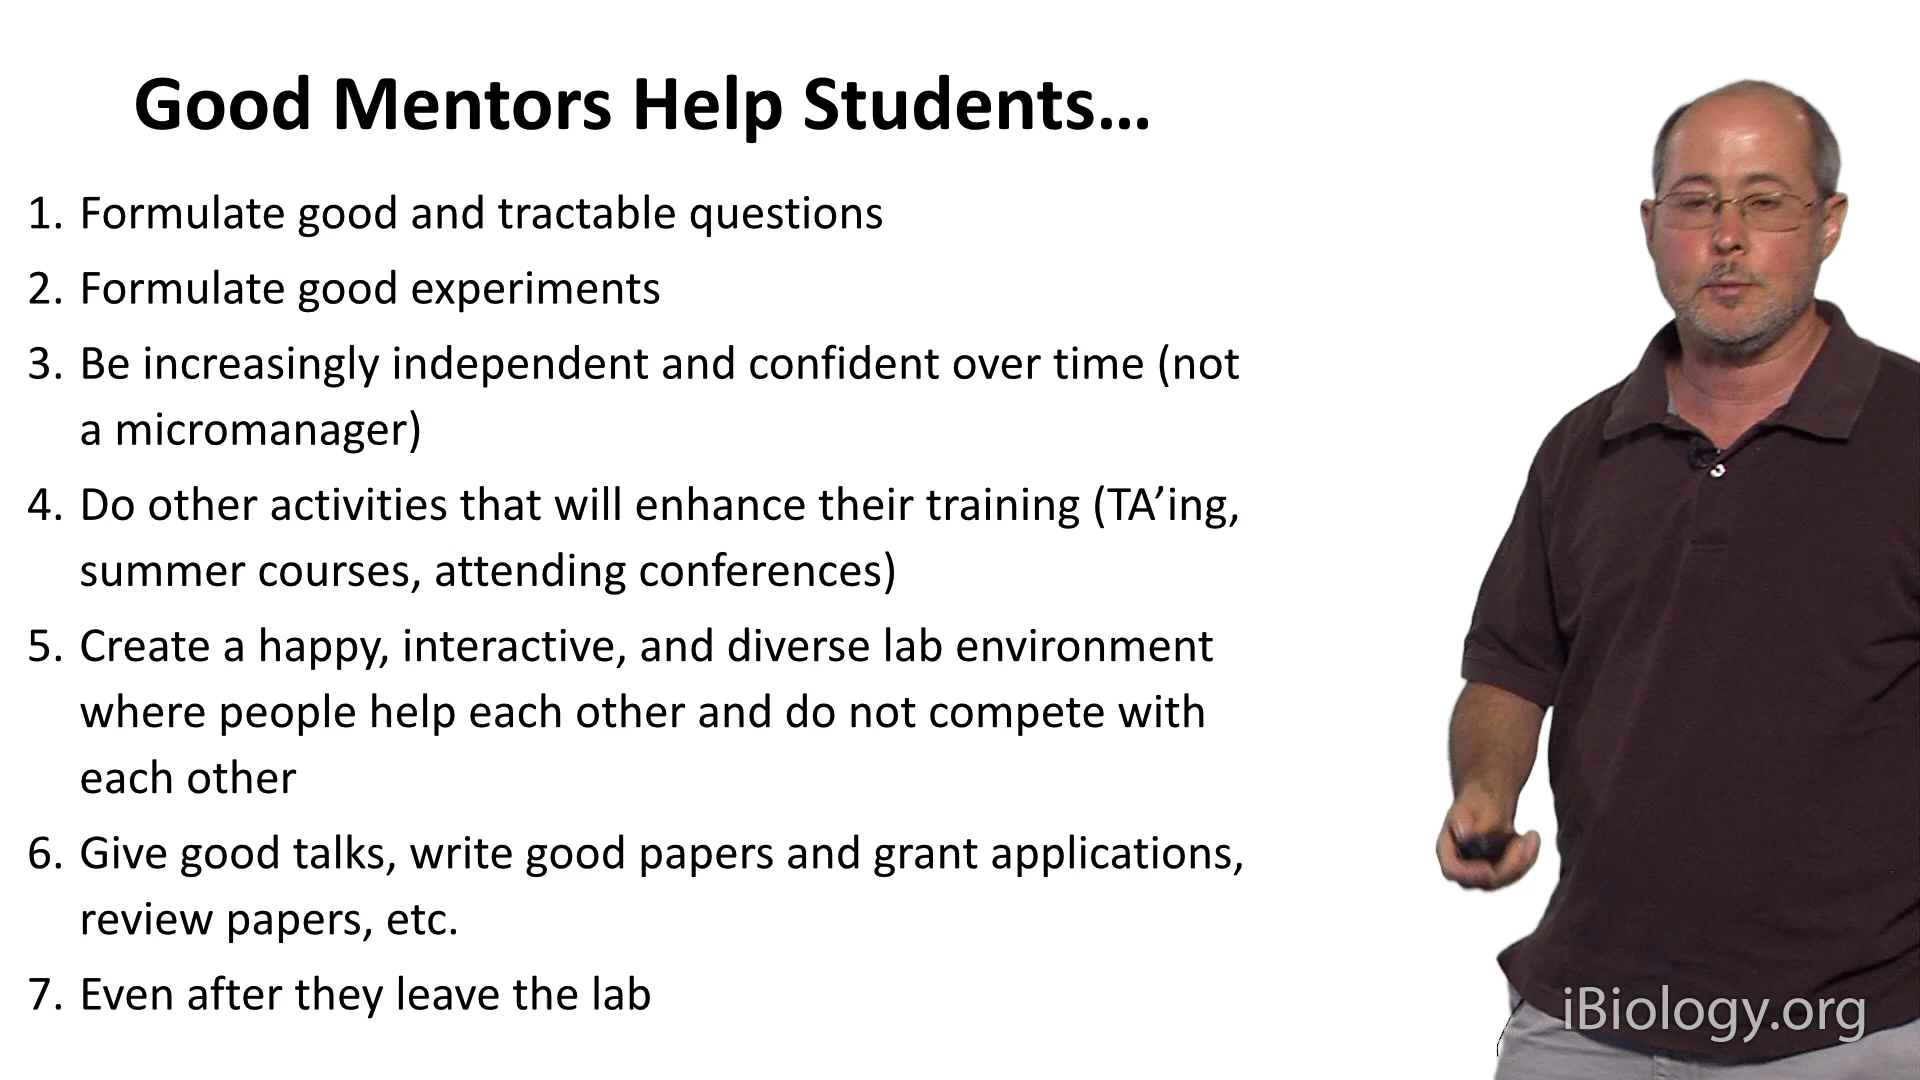 Good Mentors Help Students…
1. Formulate good and tractable questions
2. Formulate good experiments
3. Be increasingly independent and confident over time (not
a micromanager)
4. Do other activities that will enhance their training (TA’ing,
summer courses, attending conferences)
5. Create a happy, interactive, and diverse lab environment
where people help each other and do not compete with
each other
6. Give good talks, write good papers and grant applications,
review papers, etc.
7. Even after they leave the lab
iBiology.org